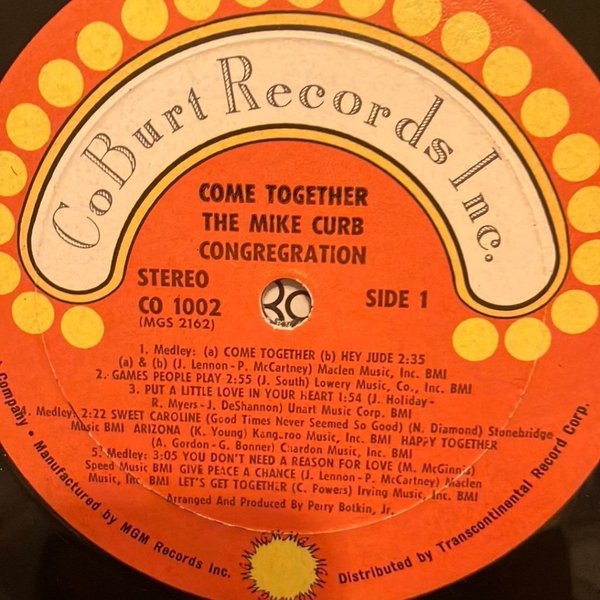 CoBurt Records Inc.
COME TOGETHER
THE MIKE CURB
CONGREGRATION
STEREO
CO 1002
(MGS 2162)
SIDE 1
1. Medley: (a) COME TOGETHER (b) HEY JUDE 2:35
(a) & (b) (J. Lennon - P. McCartney) Maclen Music, Inc. BMI
2. GAMES PEOPLE PLAY 2:55 (J. South) Lowery Music, Co., Inc. BMI
3. PUT A LITTLE LOVE IN YOUR HEART 1:54 (J. Holiday -
R. Myers - J. DeShannon) Unart Music Corp. BMI
Medley: 2:22 SWEET CAROLINE (Good Times Never Seemed So Good) (N. Diamond) Stonebridge
Music BMI ARIZONA (K. Young) Kangaroo Music, Inc. BMI HAPPY TOGETHER
(A. Gordon - G. Bonner) Chardon Music, Inc. BMI
5. Medley: 3:05 YOU DON'T NEED A REASON FOR LOVE (M. McGinnis)
Speed Music BMI GIVE PEACE A CHANCE (J. Lennon - P. McCartney) Maclen
Music, Inc. BMI LET'S GET TOGETHER (C. Powers) Irving Music, Inc. BMI
Arranged And Produced By Perry Botkin, Jr.
Company • Manufactured by MGM Records Inc.
Distributed by Transcontinental Record Corp.